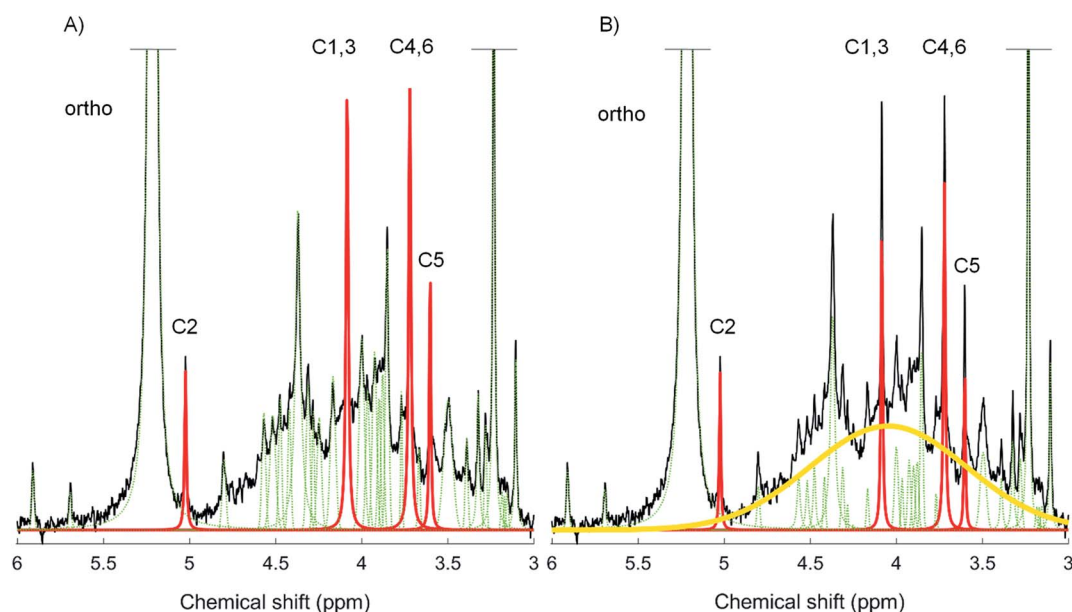 A)
C1,3
C4,6
ortho
C5
C2
6
5.5
5
4.5
4
3.5
3
Chemical shift (ppm)
B)
C1,3
C4,6
ortho
C5
C2
6
5.5
5
4.5
4
3.5
3
Chemical shift (ppm)